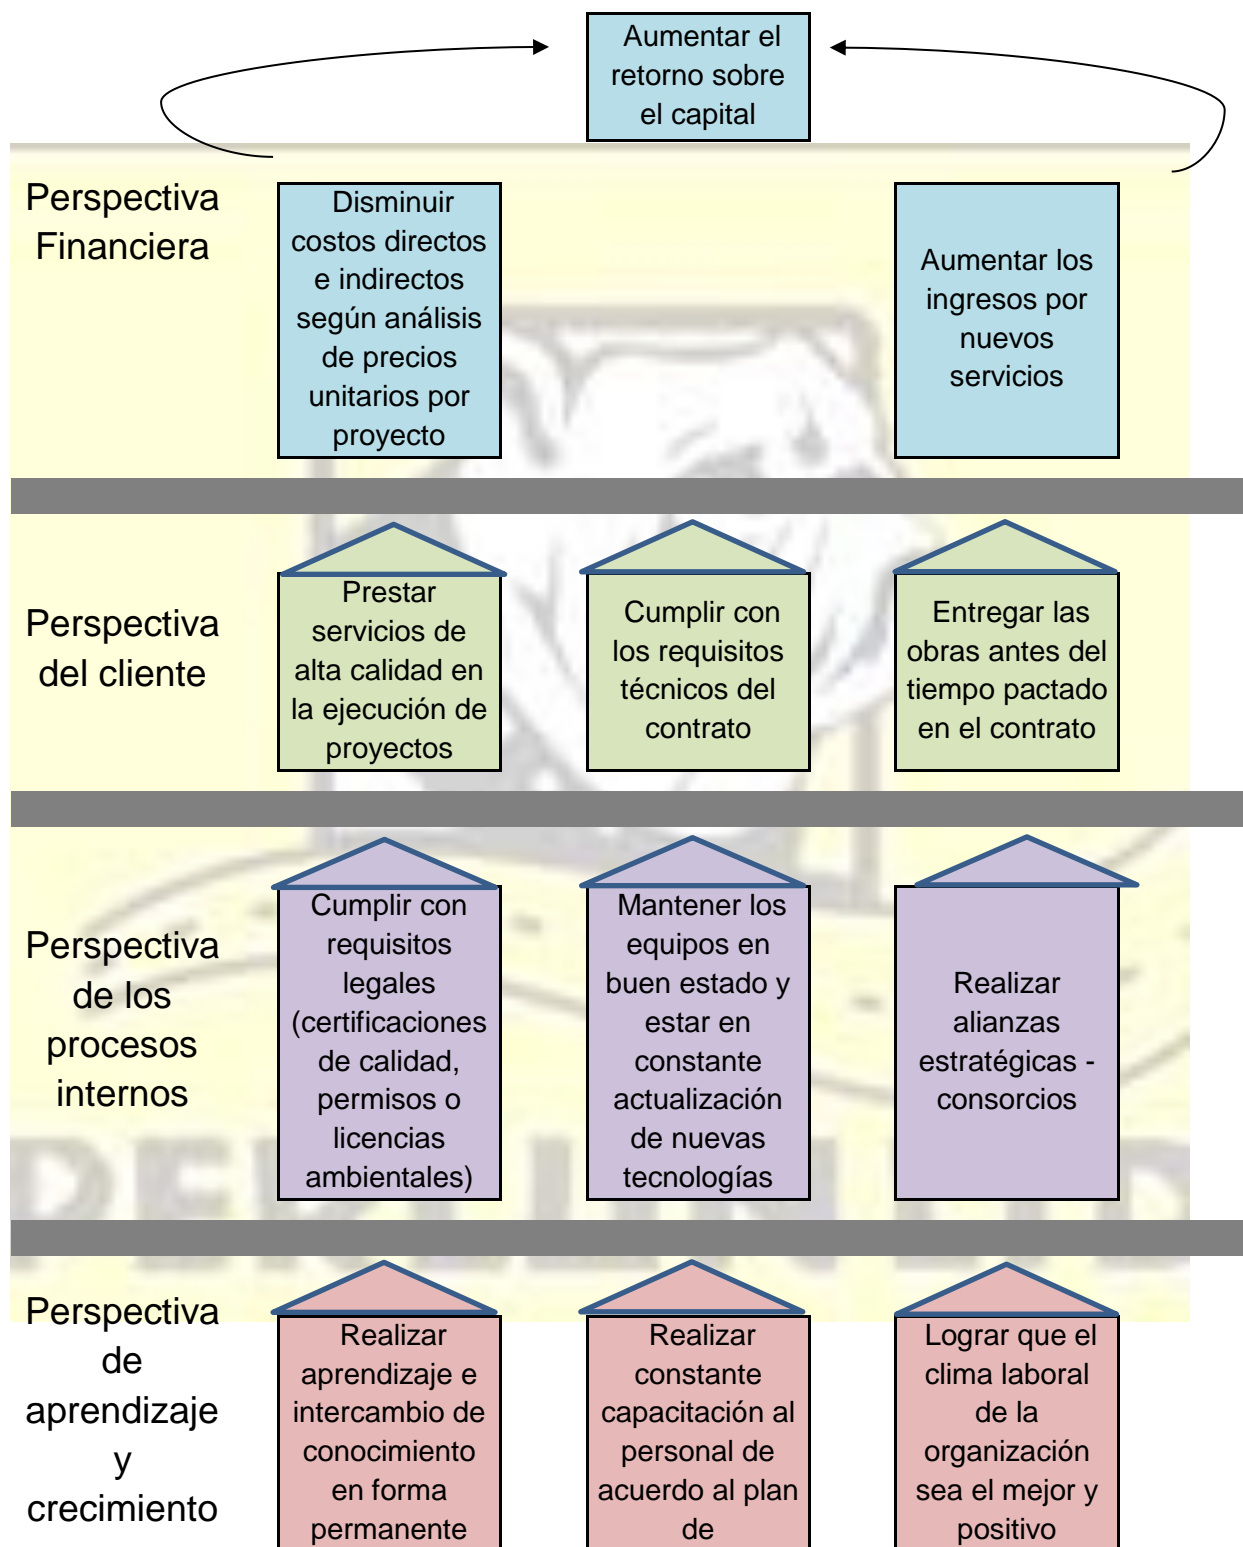 Aumentar el
retorno sobre
el capital
Perspectiva
Financiera
Disminuir
costos directos
e indirectos
según análisis
de precios
unitarios por
proyecto
Aumentar los
ingresos por
nuevos
servicios
Perspectiva
del cliente
Prestar
servicios de
alta calidad en
la ejecución de
proyectos
Cumplir con
los requisitos
técnicos del
contrato
Entregar las
obras antes del
tiempo pactado
en el contrato
Perspectiva
de los
procesos
internos
Cumplir con
requisitos
legales
(certificaciones
de calidad,
permisos o
licencias
ambientales)
Mantener los
equipos en
buen estado y
estar en
constante
actualización
de nuevas
tecnologías
Realizar
alianzas
estratégicas -
consorcios
Perspectiva
de
aprendizaje
y
crecimiento
Realizar
aprendizaje e
intercambio de
conocimiento
en forma
permanente
Realizar
constante
capacitación al
personal de
acuerdo al plan
de
Lograr que el
clima laboral
de la
organización
sea el mejor y
positivo